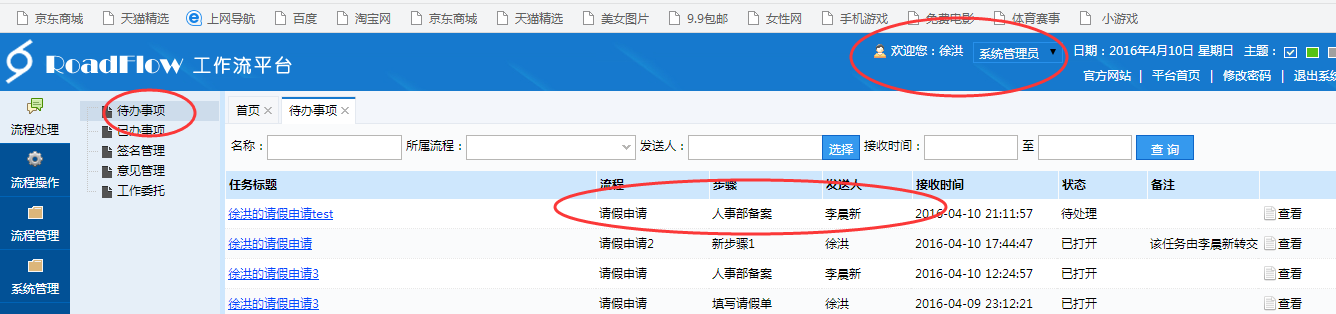 京东商城 天猫精选 上网导航 百度 淘宝网 京东商城 天猫精选 美女图片 9.9包邮 女性网 手机游戏 免费电影 体育赛事 小游戏
RoadFlow 工作流平台
欢迎您：徐洪 系统管理员 日期：2016年4月10日 星期日 主题：
官方网站 | 平台首页 | 修改密码 | 退出系统
流程处理
流程操作
流程管理
系统管理
待办事项
已办事项
签名管理
意见管理
工作委托
首页 待办事项
名称： 所属流程： 发送人： 选择 接收时间： 至 查 询
任务标题 流程 步骤 发送人 接收时间 状态 备注
徐洪的请假申请test 请假申请 人事部备案 李晨新 2016-04-10 21:11:57 待处理 查看
徐洪的请假申请 请假申请2 新步骤1 徐洪 2016-04-10 17:44:47 已打开 该任务由李晨新转交 查看
徐洪的请假申请3 请假申请 人事部备案 李晨新 2016-04-10 12:24:57 已打开 查看
徐洪的请假申请3 请假申请 填写请假单 徐洪 2016-04-09 23:12:21 已打开 查看